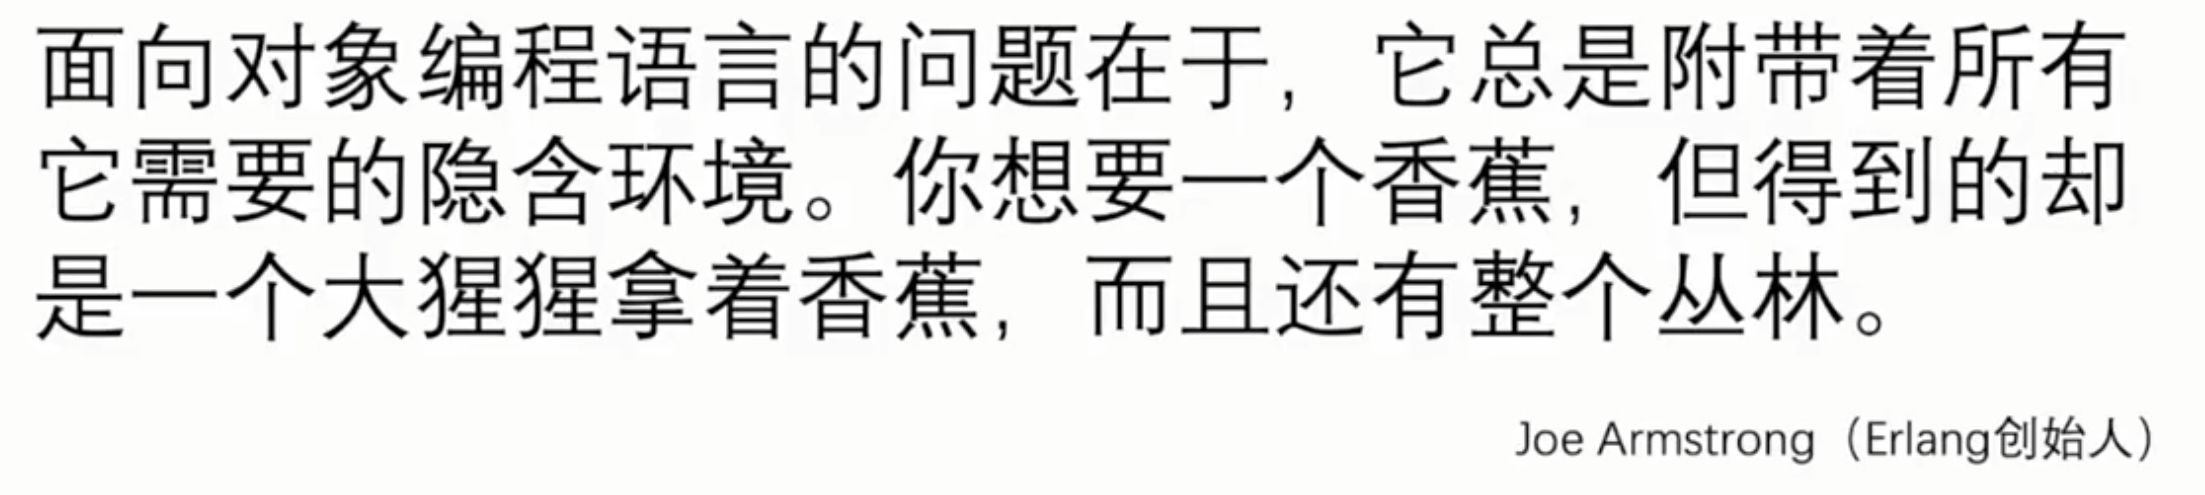 面向对象编程语言的问题在于，它总是附带着所有
它需要的隐含环境。你想要一个香蕉，但得到的却
是一个大猩猩拿着香蕉，而且还有整个丛林。
Joe Armstrong（Erlang创始人）